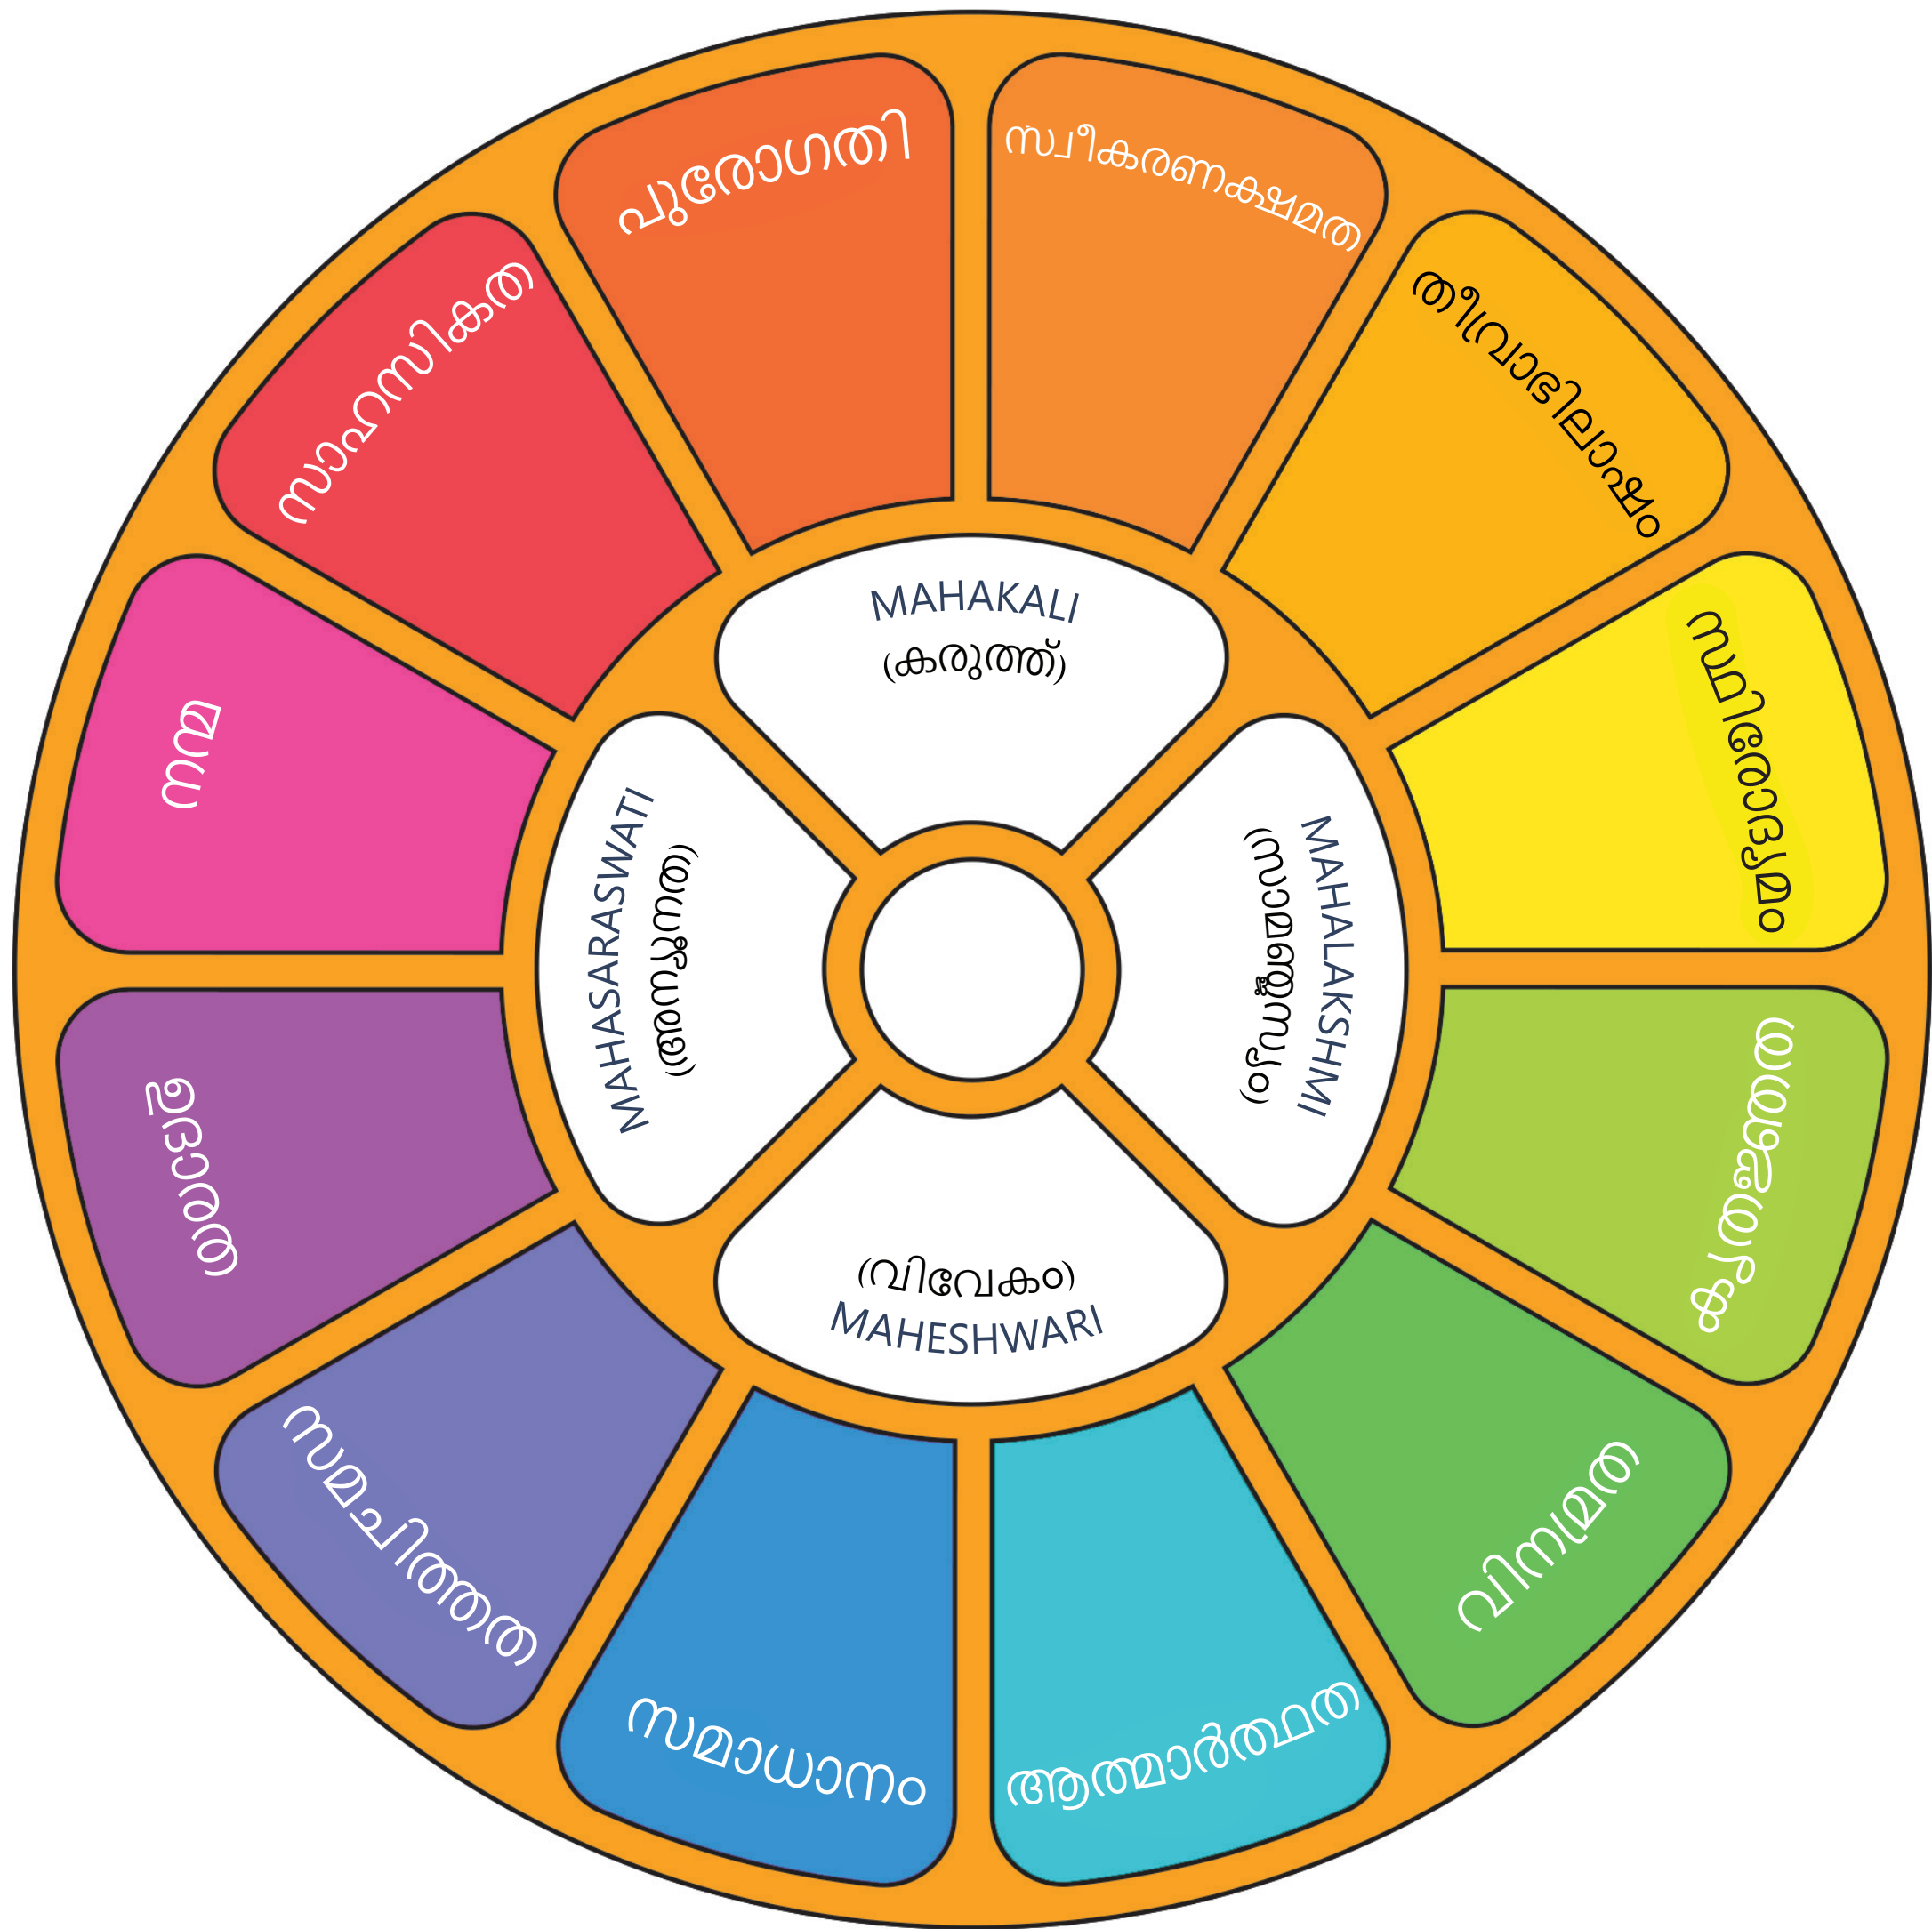 പുരോഗതി
സ്വീകരണക്ഷമത
തീവ്രാഭിലാഷം
സ്ഥിരോദ്യമം
കൃതജ്ഞത
വിനമ്രത
ആത്മാർത്ഥത
സമാധാനം
സമചിത്തത
ഉദാരത
നന്മ
സാഹസികത
MAHAKALI
(കരുത്ത്)
MAHALAKSHMI
(സാമഞ്ജസ്യം)
(വിവേകം)
MAHESHWARI
MAHASARASWATI
(അന്യൂനത)